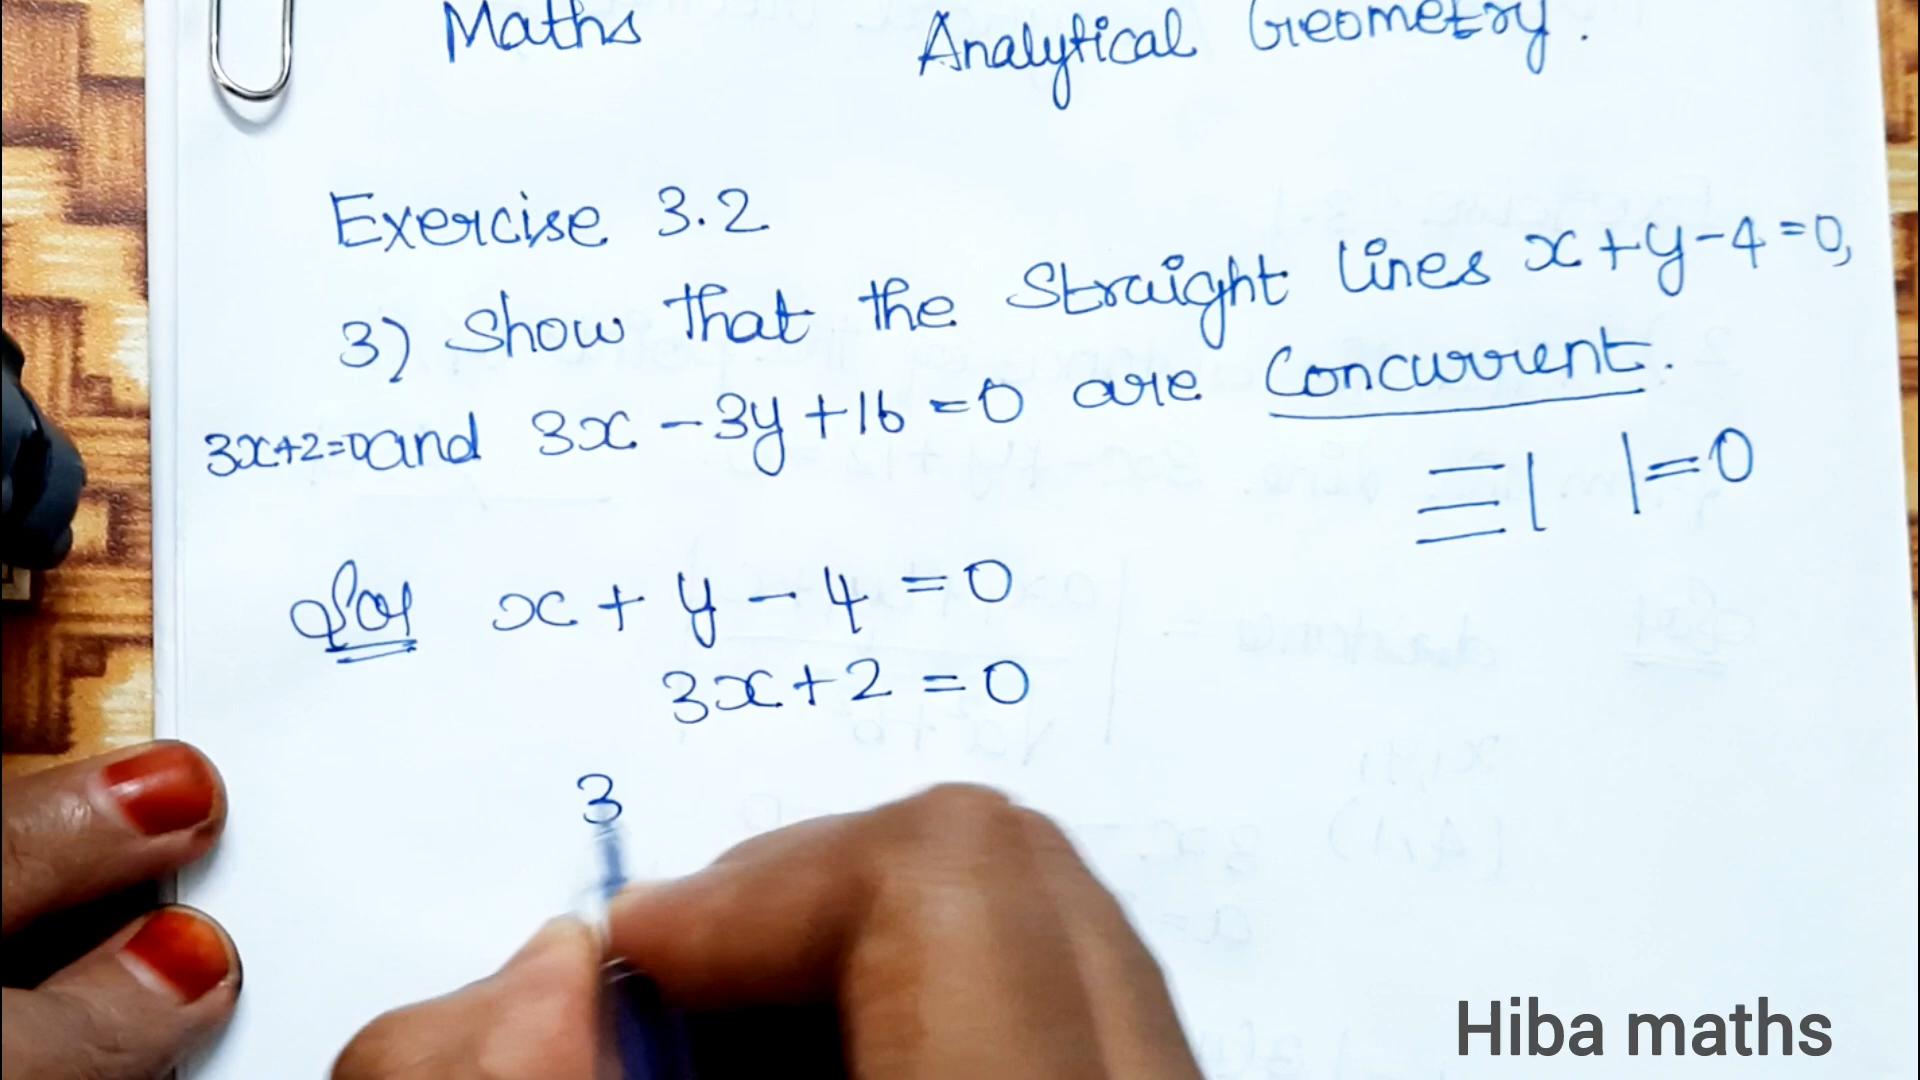 Maths Analytical Geometry.
Exercise 3.2
3) Show that the Straight lines x+y-4=0,
3x+2=0 and 3x-3y+16=0 are Concurrent.
≡| |=0
Sol x+y-4=0
3x+2=0
3
Hiba maths